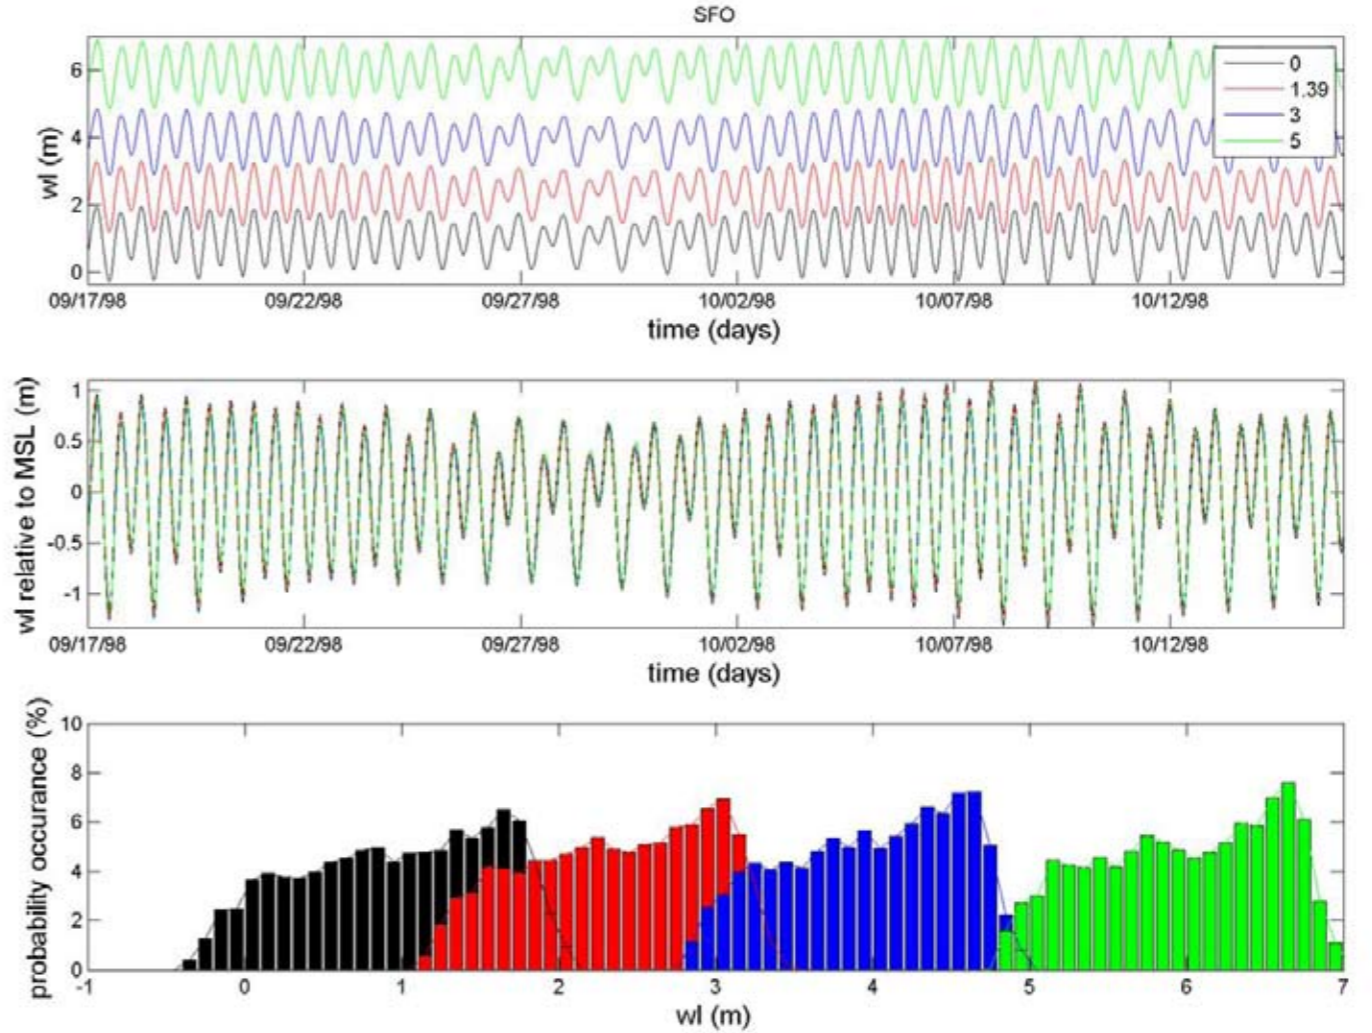 SFO
wl (m)
6
4
2
0
0
1.39
3
5
09/17/98 09/22/98 09/27/98 10/02/98 10/07/98 10/12/98
time (days)
wl relative to MSL (m)
1
0.5
0
-0.5
-1
09/17/98 09/22/98 09/27/98 10/02/98 10/07/98 10/12/98
time (days)
probability occurance (%)
10
8
6
4
2
0
-1 0 1 2 3 4 5 6 7
wl (m)